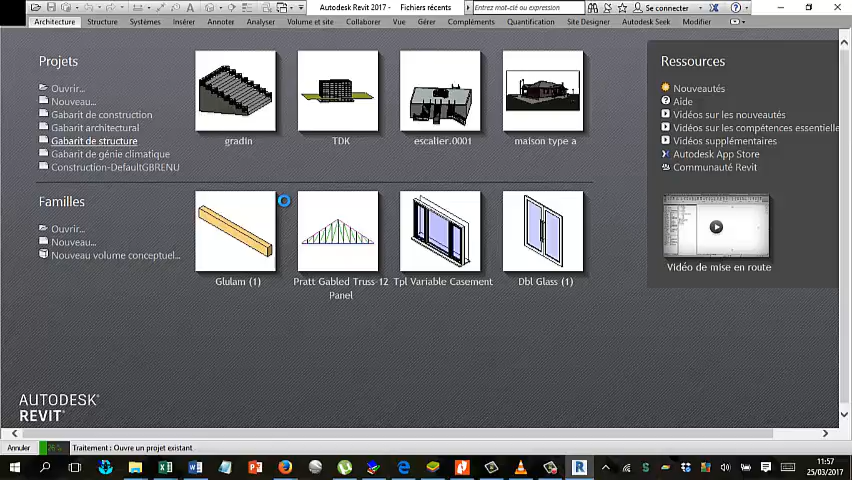 Autodesk Revit 2017 - Fichiers récents
Entrez mot-clé ou expression
Se connecter
Architecture Structure Systèmes Insérer Annoter Analyser Volume et site Collaborer Vue Gérer Compléments Quantification Site Designer Autodesk Seek Modifier
Projets
Ouvrir...
Nouveau...
Gabarit de construction
Gabarit architectural
Gabarit de structure
Gabarit de génie climatique
Construction-DefaultGBRENU
gradin
TDK
escalier.0001
maison type a
Familles
Ouvrir...
Nouveau...
Nouveau volume conceptuel...
Glulam (1)
Pratt Gabled Truss 12
Panel
Tpl Variable Casement
Dbl Glass (1)
Ressources
Nouveautés
Aide
Vidéos sur les nouveautés
Vidéos sur les compétences essentielle
Vidéos supplémentaires
Autodesk App Store
Communauté Revit
Vidéo de mise en route
AUTODESK®
REVIT®
Annuler
26 %
Traitement : Ouvre un projet existant
11:57
25/03/2017